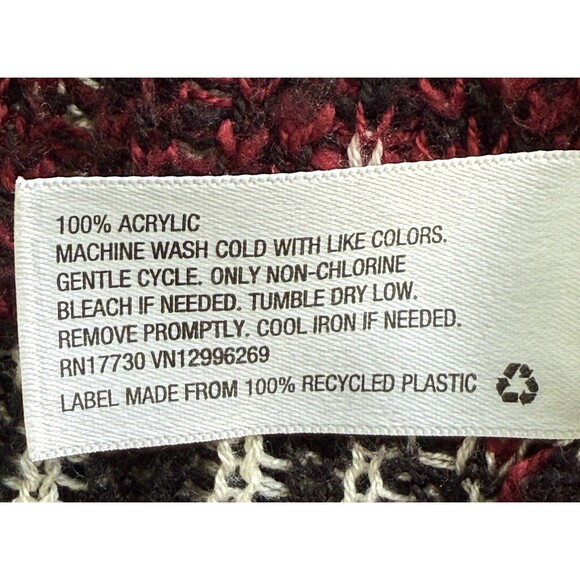 100% ACRYLIC
MACHINE WASH COLD WITH LIKE COLORS.
GENTLE CYCLE. ONLY NON-CHLORINE
BLEACH IF NEEDED. TUMBLE DRY LOW.
REMOVE PROMPTLY. COOL IRON IF NEEDED.
RN17730 VN12996269
LABEL MADE FROM 100% RECYCLED PLASTIC